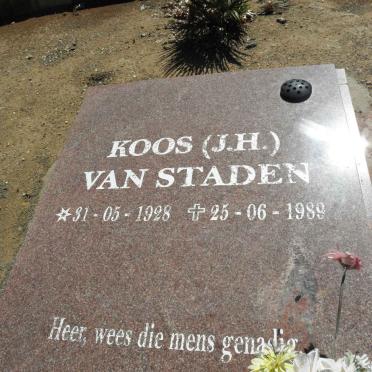 KOOS (J.H.)
VAN STADEN
✡ 31 - 05 - 1928 ✝ 25 - 06 - 1989
Heer, wees die mens genadig